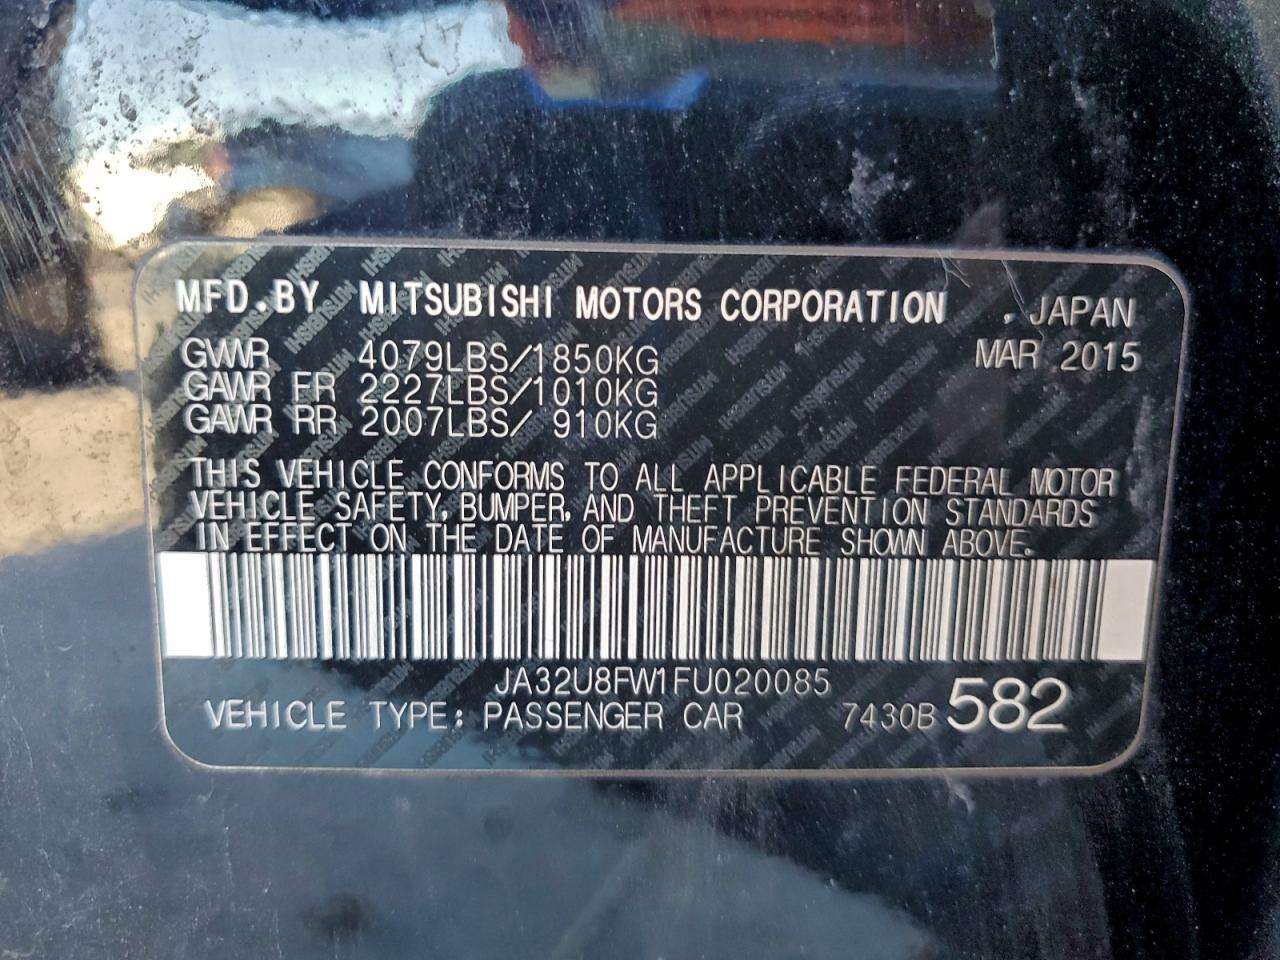 MFD.BY MITSUBISHI MOTORS CORPORATION , JAPAN
GVWR 4079LBS/1850KG MAR 2015
GAWR FR 2227LBS/1010KG
GAWR RR 2007LBS/ 910KG
THIS VEHICLE CONFORMS TO ALL APPLICABLE FEDERAL MOTOR
VEHICLE SAFETY, BUMPER, AND THEFT PREVENTION STANDARDS
IN EFFECT ON THE DATE OF MANUFACTURE SHOWN ABOVE.
JA32U8FW1FU020085
VEHICLE TYPE: PASSENGER CAR 7430B 582